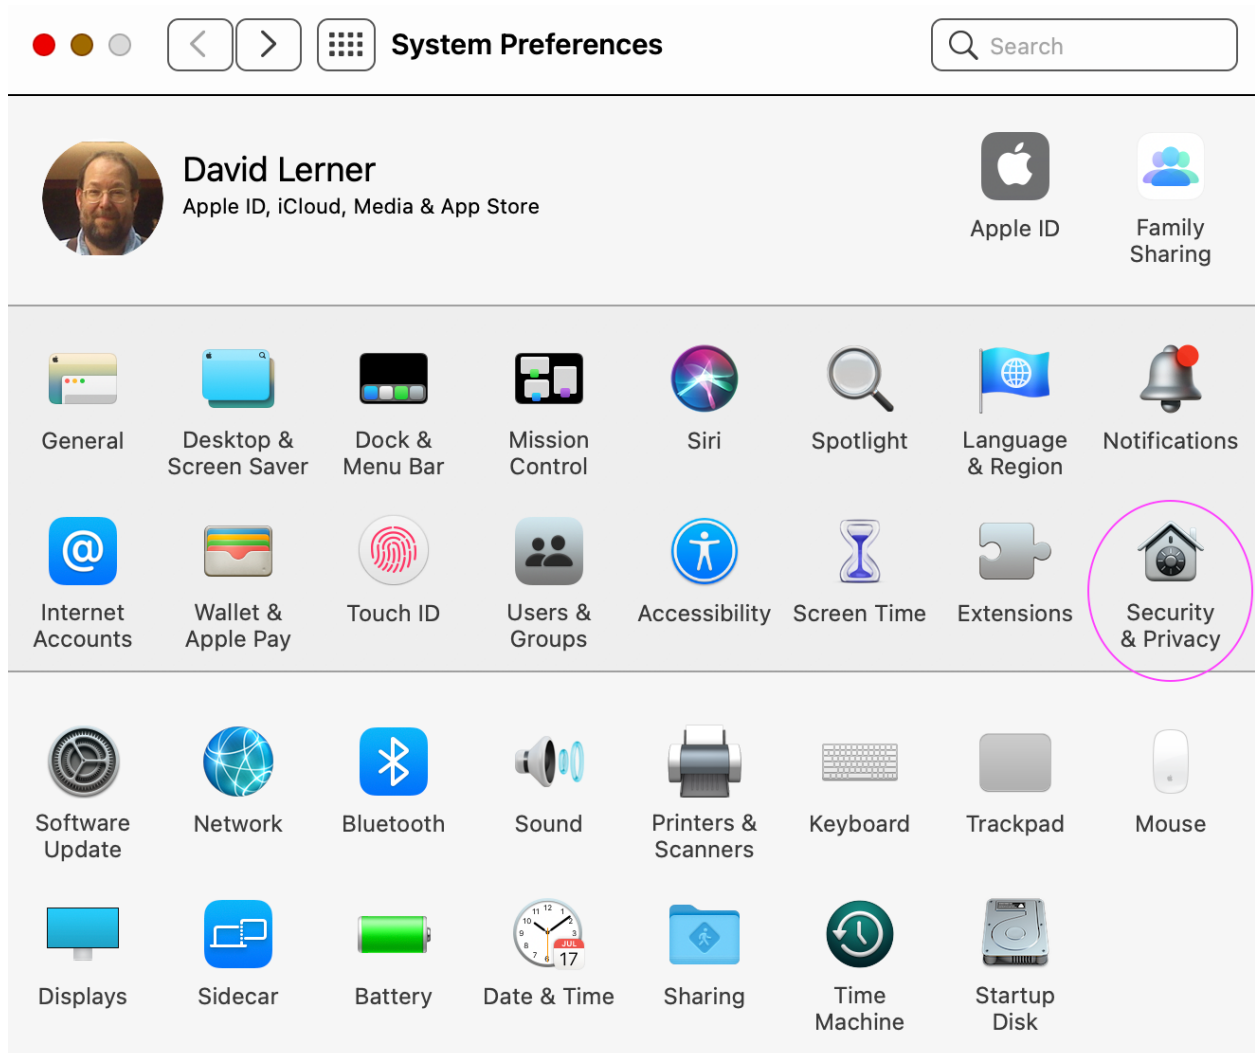 System Preferences
Search
David Lerner
Apple ID, iCloud, Media & App Store
Apple ID
Family
Sharing
General
Desktop &
Screen Saver
Dock &
Menu Bar
Mission
Control
Siri
Spotlight
Language
& Region
Notifications
Internet
Accounts
Wallet &
Apple Pay
Touch ID
Users &
Groups
Accessibility
Screen Time
Extensions
Security
& Privacy
Software
Update
Network
Bluetooth
Sound
Printers &
Scanners
Keyboard
Trackpad
Mouse
Displays
Sidecar
Battery
JUL
17
Date & Time
Sharing
Time
Machine
Startup
Disk